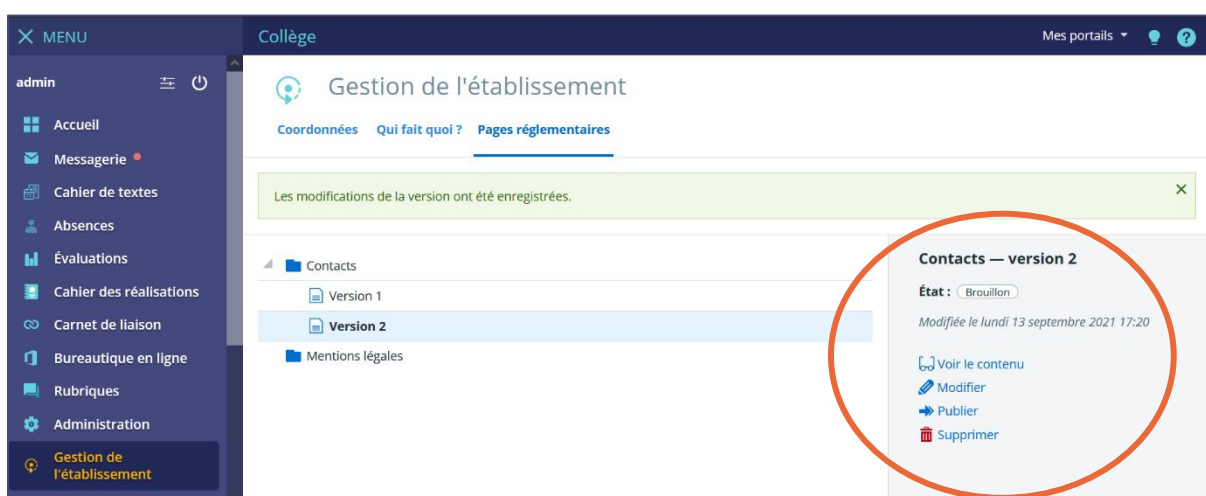 MENU
Collège
Mes portails
?
admin
Gestion de l'établissement
Coordonnées Qui fait quoi ? Pages réglementaires
Accueil
Messagerie
Cahier de textes
Absences
Évaluations
Cahier des réalisations
Carnet de liaison
Bureautique en ligne
Rubriques
Administration
Gestion de
l'établissement
Les modifications de la version ont été enregistrées.
Contacts
Version 1
Version 2
Mentions légales
Contacts — version 2
État : Brouillon
Modifiée le lundi 13 septembre 2021 17:20
Voir le contenu
Modifier
Publier
Supprimer